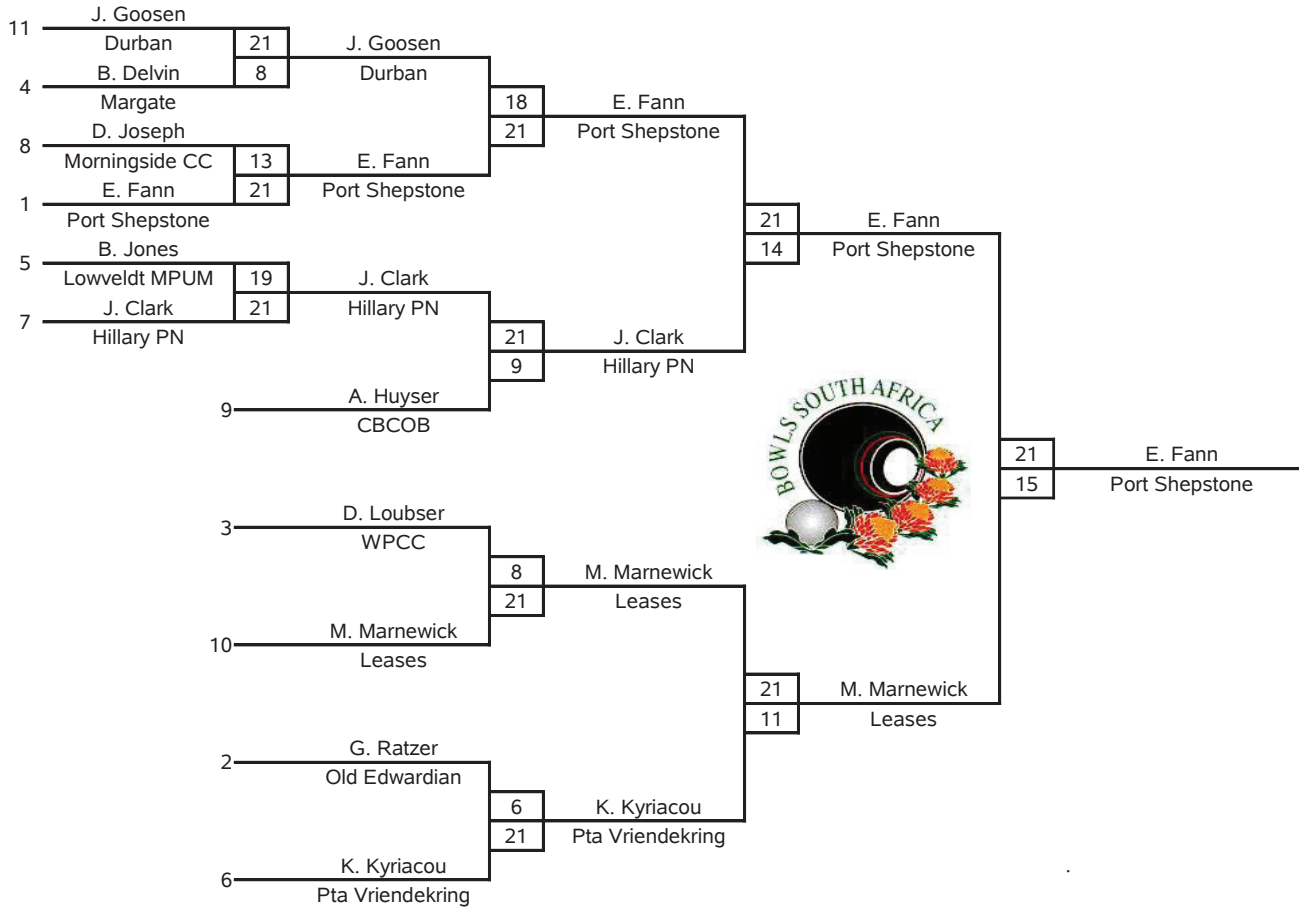 11
J. Goosen
Durban
21
J. Goosen
B. Delvin
8
Durban
4
Margate
18
E. Fann
8
D. Joseph
21
Port Shepstone
Morningside CC
13
E. Fann
E. Fann
21
Port Shepstone
1
Port Shepstone
21
E. Fann
5
B. Jones
14
Port Shepstone
Lowveldt MPUM
19
J. Clark
J. Clark
21
Hillary PN
7
Hillary PN
21
J. Clark
9
Hillary PN
9
A. Huyser
CBCOB
BOWLS SOUTH AFRICA
21
E. Fann
15
Port Shepstone
3
D. Loubser
WPCC
8
M. Marnewick
21
Leases
10
M. Marnewick
Leases
21
M. Marnewick
11
Leases
2
G. Ratzer
Old Edwardian
6
K. Kyriacou
21
Pta Vriendekring
6
K. Kyriacou
Pta Vriendekring
.